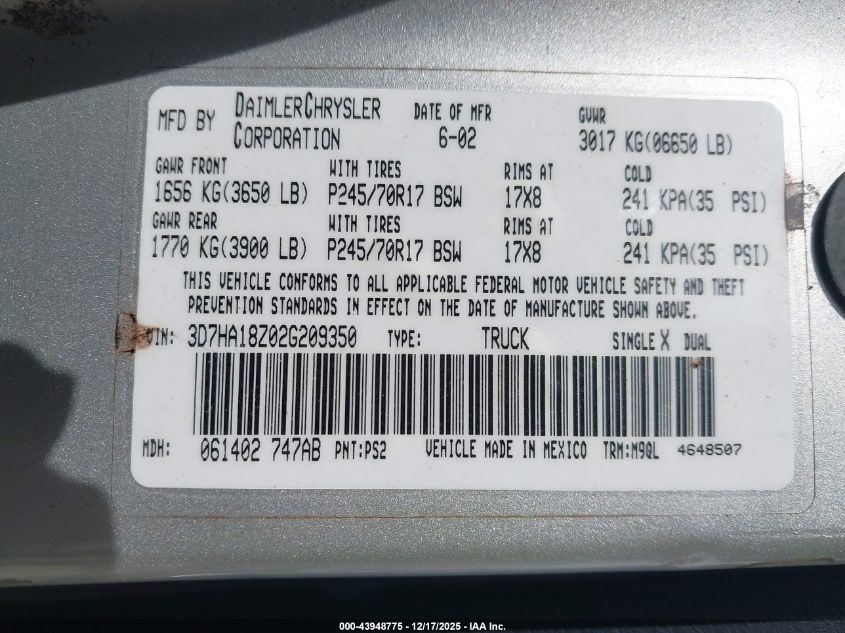 MFD BY DAIMLERCHRYSLER CORPORATION DATE OF MFR 6-02 GVWR 3017 KG(06650 LB)
GAWR FRONT WITH TIRES RIMS AT COLD
1656 KG(3650 LB) P245/70R17 BSW 17X8 241 KPA(35 PSI)
GAWR REAR WITH TIRES RIMS AT COLD
1770 KG(3900 LB) P245/70R17 BSW 17X8 241 KPA(35 PSI)
THIS VEHICLE CONFORMS TO ALL APPLICABLE FEDERAL MOTOR VEHICLE SAFETY AND THEFT
PREVENTION STANDARDS IN EFFECT ON THE DATE OF MANUFACTURE SHOWN ABOVE.
VIN: 3D7HA18Z02G209350 TYPE: TRUCK SINGLE X DUAL
MDH: 061402 747AB PNT:PS2 VEHICLE MADE IN MEXICO TRM:M9QL 4648507
000-43948775 - 12/17/2025 - IAA Inc.